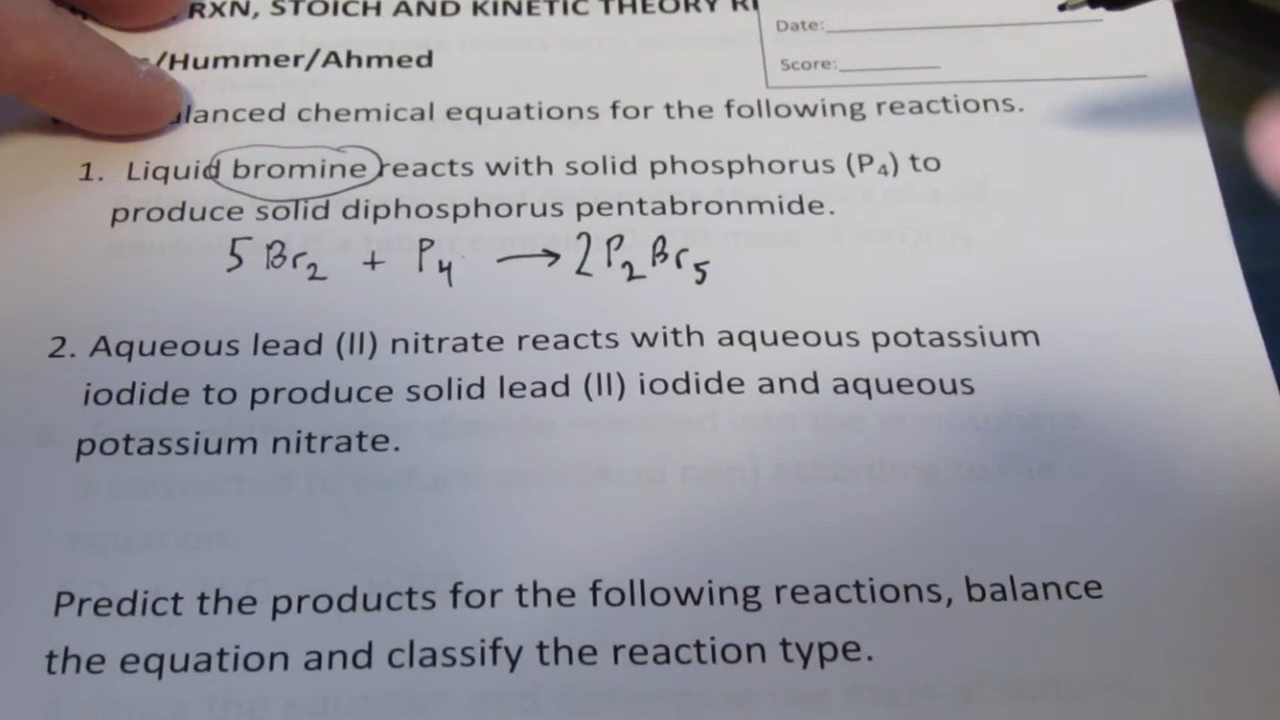 RXN, STOICH AND KINETIC THEORY
Date:
/Hummer/Ahmed
Score:
alanced chemical equations for the following reactions.
1. Liquid bromine reacts with solid phosphorus (P₄) to
produce solid diphosphorus pentabronmide.
5 Br₂ + P₄ → 2P₂Br₅
2. Aqueous lead (II) nitrate reacts with aqueous potassium
iodide to produce solid lead (II) iodide and aqueous
potassium nitrate.
Predict the products for the following reactions, balance
the equation and classify the reaction type.